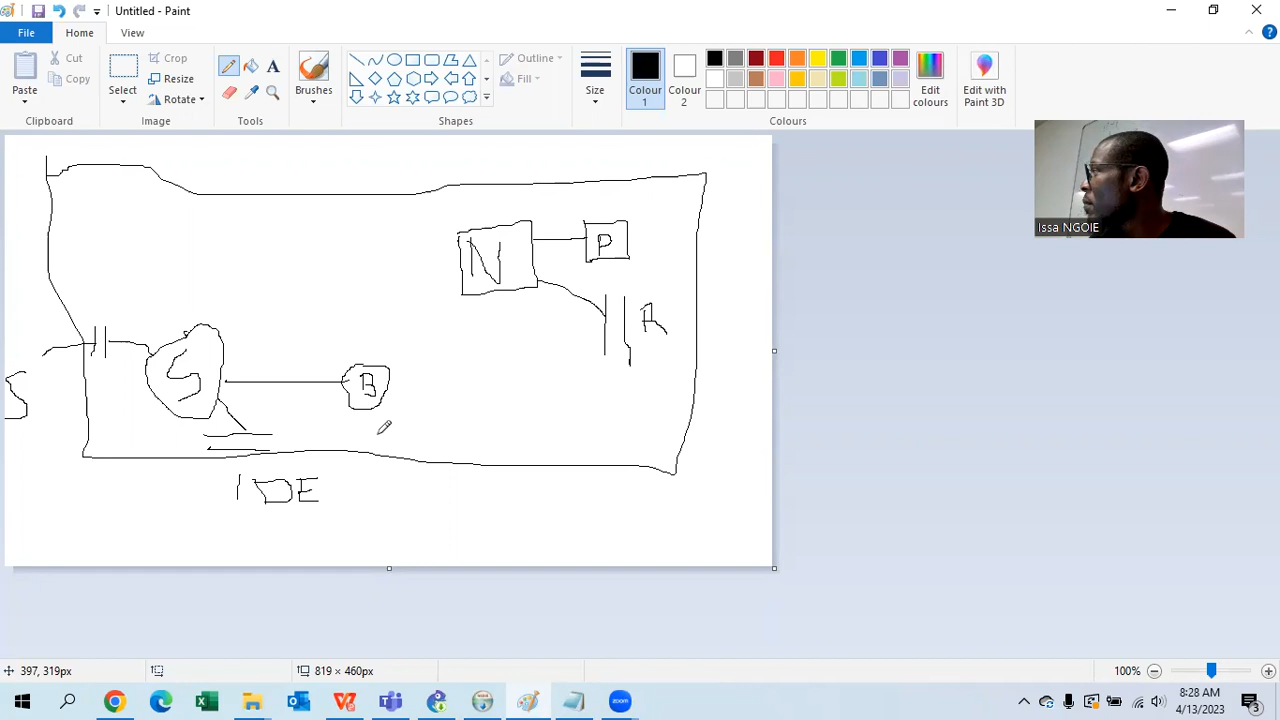 Untitled - Paint
File Home View
Paste
Cut
Copy
Clipboard
Select
Crop
Resize
Rotate
Image
Tools
Brushes
Outline
Fill
Shapes
Size
Colour 1
Colour 2
Edit colours
Colours
Edit with Paint 3D
Issa NGOIE
N
P
R
S
B
S
IDE
397, 319px
819 × 460px
100%
8:28 AM
4/13/2023
3